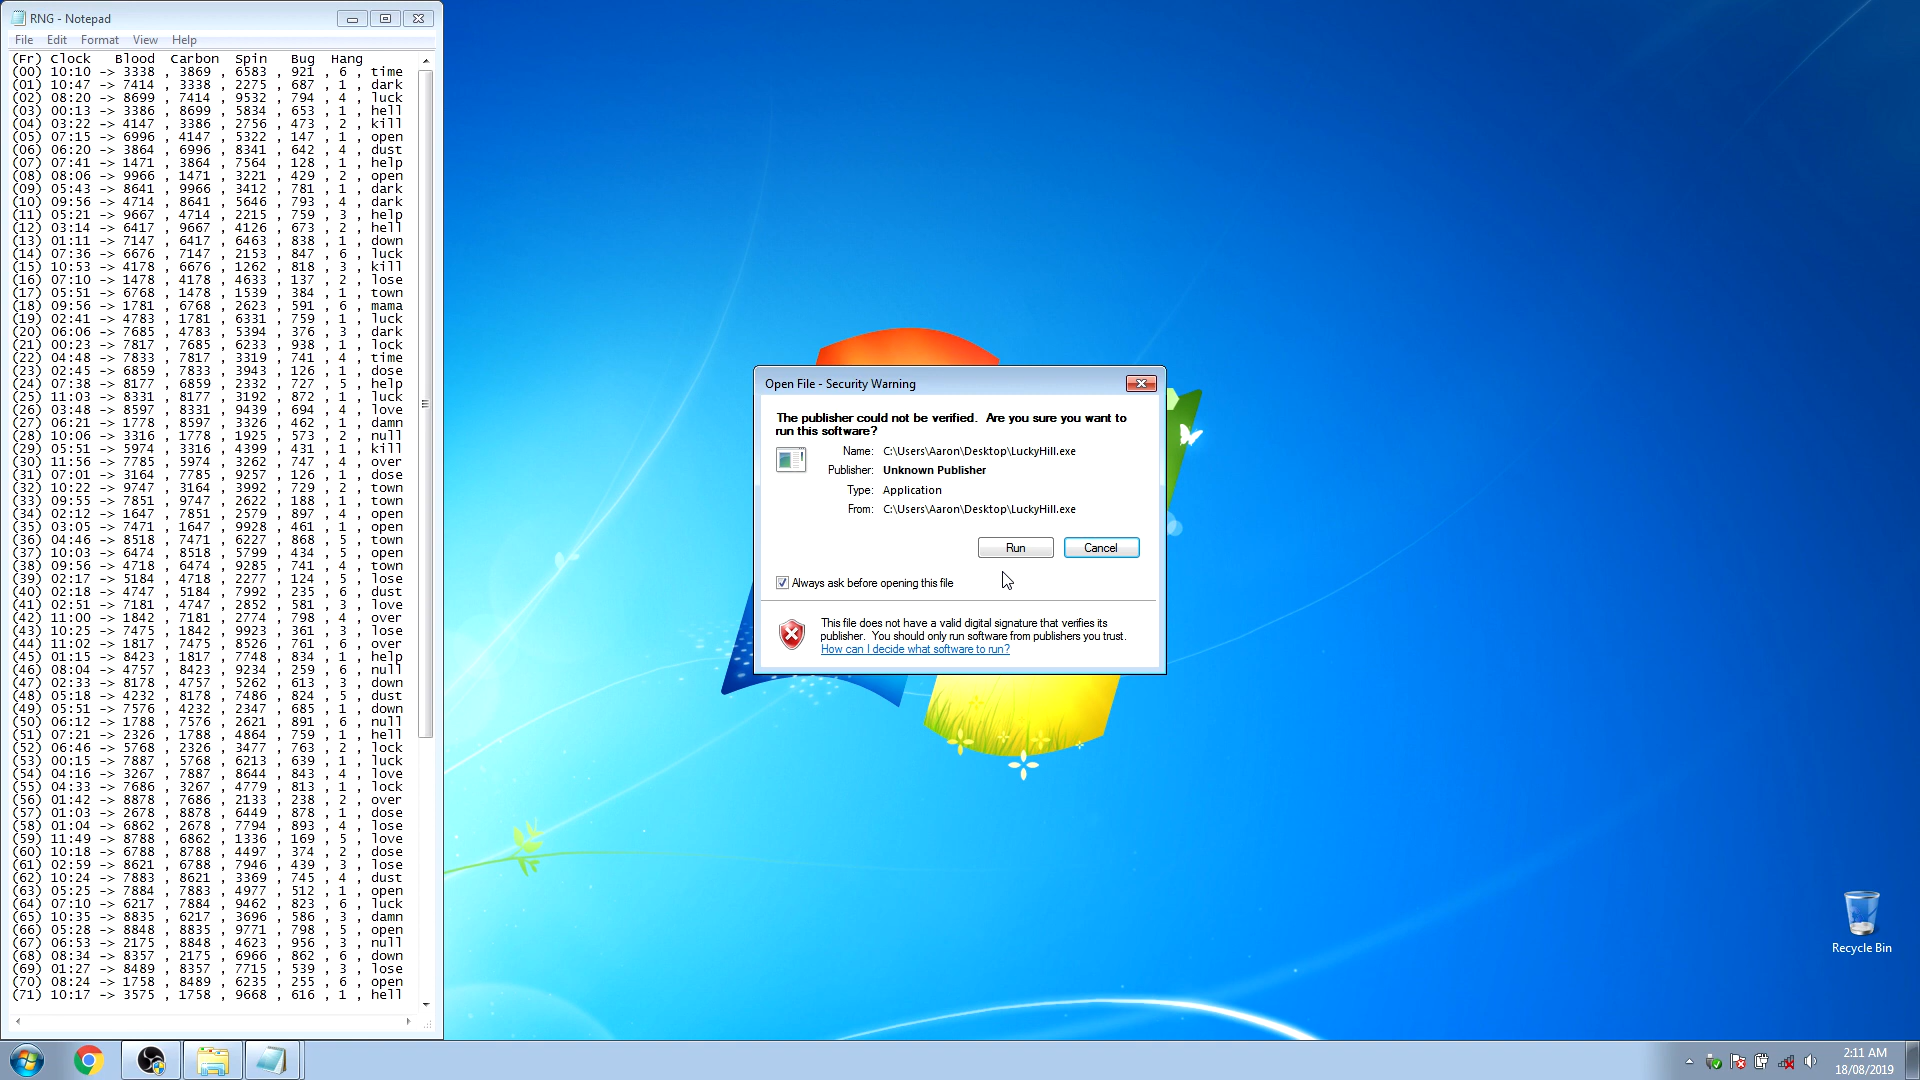 RNG - Notepad
File Edit Format View Help
(Fr) Clock Blood Carbon Spin Bug Hang
(00) 10:10 -> 3338 , 3869 , 6583 , 921 , 6 , time
(01) 10:47 -> 7414 , 3338 , 2275 , 687 , 1 , dark
(02) 08:20 -> 8699 , 7414 , 9532 , 794 , 4 , luck
(03) 00:13 -> 3386 , 8699 , 5834 , 653 , 1 , hell
(04) 03:22 -> 4147 , 3386 , 2756 , 473 , 2 , kill
(05) 07:15 -> 6996 , 4147 , 5322 , 147 , 1 , open
(06) 06:20 -> 3864 , 6996 , 8341 , 642 , 4 , dust
(07) 07:41 -> 1471 , 3864 , 7564 , 128 , 1 , help
(08) 08:06 -> 9966 , 1471 , 3221 , 429 , 2 , open
(09) 05:43 -> 8641 , 9966 , 3412 , 781 , 1 , dark
(10) 09:56 -> 4714 , 8641 , 5646 , 793 , 4 , dark
(11) 05:21 -> 9667 , 4714 , 2215 , 759 , 3 , help
(12) 03:14 -> 6417 , 9667 , 4126 , 673 , 2 , hell
(13) 01:11 -> 7147 , 6417 , 6463 , 838 , 1 , down
(14) 07:36 -> 6676 , 7147 , 2153 , 847 , 6 , luck
(15) 10:53 -> 4178 , 6676 , 1262 , 818 , 3 , kill
(16) 07:10 -> 1478 , 4178 , 4633 , 137 , 2 , lose
(17) 05:51 -> 6768 , 1478 , 1539 , 384 , 1 , town
(18) 09:56 -> 1781 , 6768 , 2623 , 591 , 6 , mama
(19) 02:41 -> 4783 , 1781 , 6331 , 759 , 1 , luck
(20) 06:06 -> 7685 , 4783 , 5394 , 376 , 3 , dark
(21) 00:23 -> 7817 , 7685 , 6233 , 938 , 1 , lock
(22) 04:48 -> 7833 , 7817 , 3319 , 741 , 4 , time
(23) 02:45 -> 6859 , 7833 , 3943 , 126 , 1 , dose
(24) 07:38 -> 8177 , 6859 , 2332 , 727 , 5 , help
(25) 11:03 -> 8331 , 8177 , 3192 , 872 , 1 , luck
(26) 03:48 -> 8597 , 8331 , 9439 , 694 , 4 , love
(27) 06:21 -> 1778 , 8597 , 3326 , 462 , 1 , damn
(28) 10:06 -> 3316 , 1778 , 1925 , 573 , 2 , null
(29) 05:51 -> 5974 , 3316 , 4399 , 431 , 1 , kill
(30) 11:56 -> 7785 , 5974 , 3262 , 747 , 4 , over
(31) 07:01 -> 3164 , 7785 , 9257 , 126 , 1 , dose
(32) 10:22 -> 9747 , 3164 , 3992 , 729 , 2 , town
(33) 09:55 -> 7851 , 9747 , 2622 , 188 , 1 , town
(34) 02:12 -> 1647 , 7851 , 2579 , 897 , 4 , open
(35) 03:05 -> 7471 , 1647 , 9928 , 461 , 1 , open
(36) 04:46 -> 8518 , 7471 , 6227 , 868 , 5 , town
(37) 10:03 -> 6474 , 8518 , 5799 , 434 , 5 , open
(38) 09:56 -> 4718 , 6474 , 9285 , 741 , 4 , town
(39) 02:17 -> 5184 , 4718 , 2277 , 124 , 5 , lose
(40) 02:18 -> 4747 , 5184 , 7992 , 235 , 6 , dust
(41) 02:51 -> 7181 , 4747 , 2852 , 581 , 3 , love
(42) 11:00 -> 1842 , 7181 , 2774 , 798 , 4 , over
(43) 10:25 -> 7475 , 1842 , 9923 , 361 , 3 , lose
(44) 11:02 -> 1817 , 7475 , 8526 , 761 , 6 , over
(45) 01:15 -> 8423 , 1817 , 7748 , 834 , 1 , help
(46) 08:04 -> 4757 , 8423 , 9234 , 259 , 6 , null
(47) 02:33 -> 8178 , 4757 , 5262 , 613 , 3 , down
(48) 05:18 -> 4232 , 8178 , 7486 , 824 , 5 , dust
(49) 05:51 -> 7576 , 4232 , 2347 , 685 , 1 , down
(50) 06:12 -> 1788 , 7576 , 2621 , 891 , 6 , null
(51) 07:21 -> 2326 , 1788 , 4864 , 759 , 1 , hell
(52) 06:46 -> 5768 , 2326 , 3477 , 763 , 2 , lock
(53) 00:15 -> 7887 , 5768 , 6213 , 639 , 1 , luck
(54) 04:16 -> 3267 , 7887 , 8644 , 843 , 4 , love
(55) 04:33 -> 7686 , 3267 , 4779 , 813 , 1 , lock
(56) 01:42 -> 8878 , 7686 , 2133 , 238 , 2 , over
(57) 01:03 -> 2678 , 8878 , 6449 , 878 , 1 , dose
(58) 01:04 -> 6862 , 2678 , 7794 , 893 , 4 , lose
(59) 11:49 -> 8788 , 6862 , 1336 , 169 , 5 , love
(60) 10:18 -> 6788 , 8788 , 4497 , 374 , 2 , dose
(61) 02:59 -> 8621 , 6788 , 7946 , 439 , 3 , lose
(62) 10:24 -> 7883 , 8621 , 3369 , 745 , 4 , dust
(63) 05:25 -> 7884 , 7883 , 4977 , 512 , 1 , open
(64) 07:10 -> 6217 , 7884 , 9462 , 823 , 6 , luck
(65) 10:35 -> 8835 , 6217 , 3696 , 586 , 3 , damn
(66) 05:28 -> 8848 , 8835 , 9771 , 798 , 5 , open
(67) 06:53 -> 2175 , 8848 , 4623 , 956 , 3 , null
(68) 08:34 -> 8357 , 2175 , 6966 , 862 , 6 , down
(69) 01:27 -> 8489 , 8357 , 7715 , 539 , 3 , lose
(70) 08:24 -> 1758 , 8489 , 6235 , 255 , 6 , open
(71) 10:17 -> 3575 , 1758 , 9668 , 616 , 1 , hell
Open File - Security Warning
The publisher could not be verified. Are you sure you want to
run this software?
Name: C:\Users\Aaron\Desktop\LuckyHill.exe
Publisher: Unknown Publisher
Type: Application
From: C:\Users\Aaron\Desktop\LuckyHill.exe
Run Cancel
Always ask before opening this file
This file does not have a valid digital signature that verifies its
publisher. You should only run software from publishers you trust.
How can I decide what software to run?
Recycle Bin
2:11 AM
18/08/2019